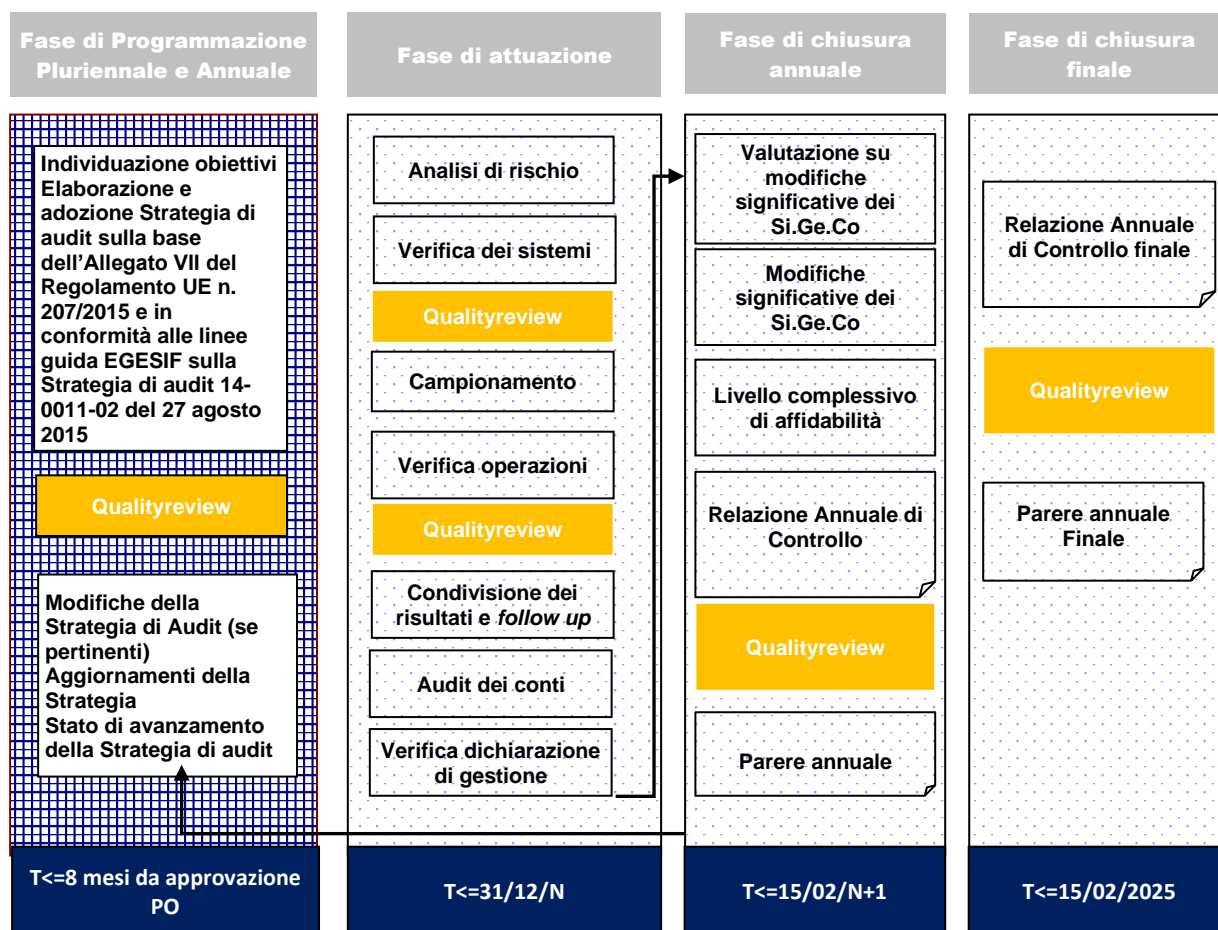 Fase di Programmazione
Pluriennale e Annuale
Individuazione obiettivi
Elaborazione e
adozione Strategia di
audit sulla base
dell'Allegato VII del
Regolamento UE n.
207/2015 e in
conformità alle linee
guida EGESIF sulla
Strategia di audit 14-
0011-02 del 27 agosto
2015
Qualityreview
Modifiche della
Strategia di Audit (se
pertinenti)
Aggiornamenti della
Strategia
Stato di avanzamento
della Strategia di audit
T<=8 mesi da approvazione
PO
Fase di attuazione
Analisi di rischio
Verifica dei sistemi
Qualityreview
Campionamento
Verifica operazioni
Qualityreview
Condivisione dei
risultati e follow up
Audit dei conti
Verifica dichiarazione
di gestione
T<=31/12/N
Fase di chiusura
annuale
Valutazione su
modifiche
significative dei
Si.Ge.Co
Modifiche
significative dei
Si.Ge.Co
Livello complessivo
di affidabilità
Relazione Annuale di
Controllo
Qualityreview
Parere annuale
T<=15/02/N+1
Fase di chiusura
finale
Relazione Annuale
di Controllo finale
Qualityreview
Parere annuale
Finale
T<=15/02/2025